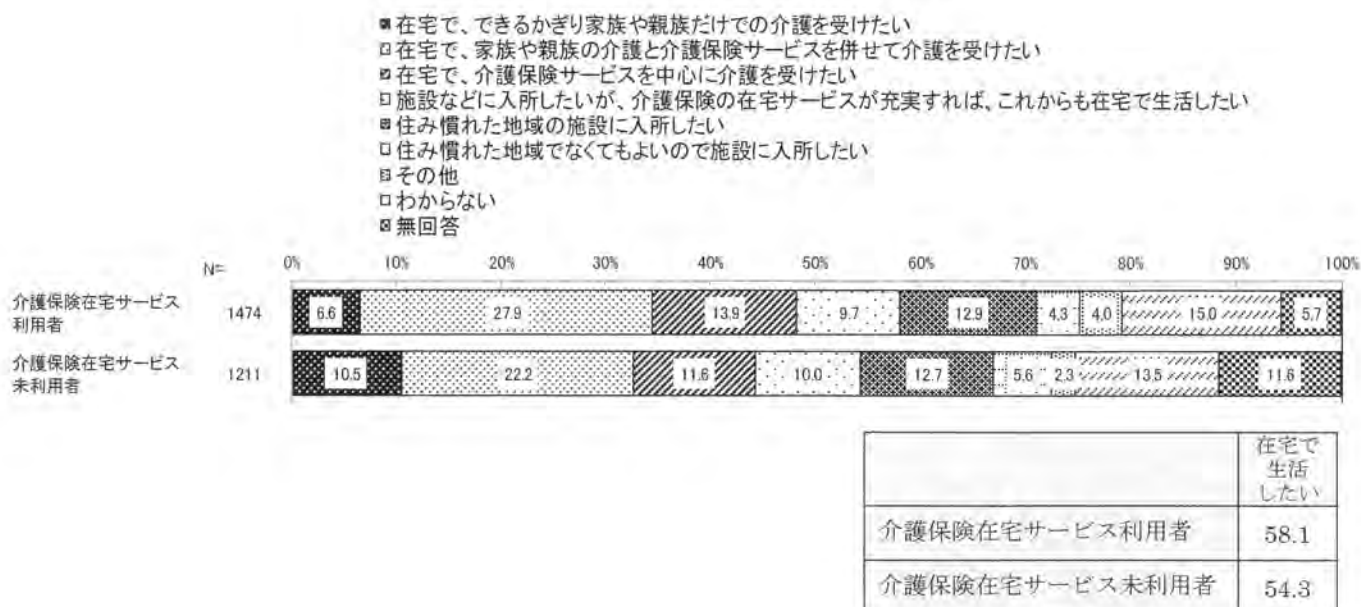 在宅で、できるかぎり家族や親族だけでの介護を受けたい
在宅で、家族や親族の介護と介護保険サービスを併せて介護を受けたい
在宅で、介護保険サービスを中心に介護を受けたい
施設などに入所したいが、介護保険の在宅サービスが充実すれば、これからも在宅で生活したい
住み慣れた地域の施設に入所したい
住み慣れた地域でなくてもよいので施設に入所したい
その他
わからない
無回答
N= 0% 10% 20% 30% 40% 50% 60% 70% 80% 90% 100%
介護保険在宅サービス
利用者
1474 6.6 27.9 13.9 9.7 12.9 4.3 4.0 15.0 5.7
介護保険在宅サービス
未利用者
1211 10.5 22.2 11.6 10.0 12.7 5.6 2.3 13.5 11.6
在宅で
生活
したい
介護保険在宅サービス利用者 58.1
介護保険在宅サービス未利用者 54.3